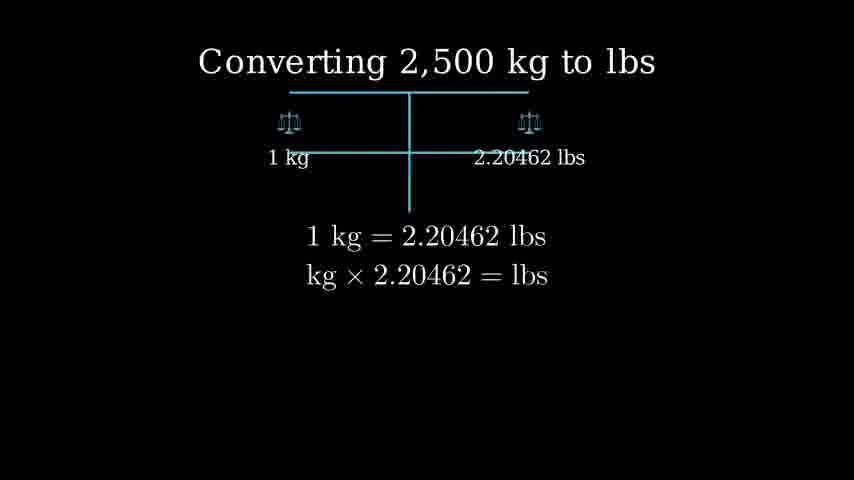 Converting 2,500 kg to lbs
1 kg 2.20462 lbs
1 kg = 2.20462 lbs
kg × 2.20462 = lbs